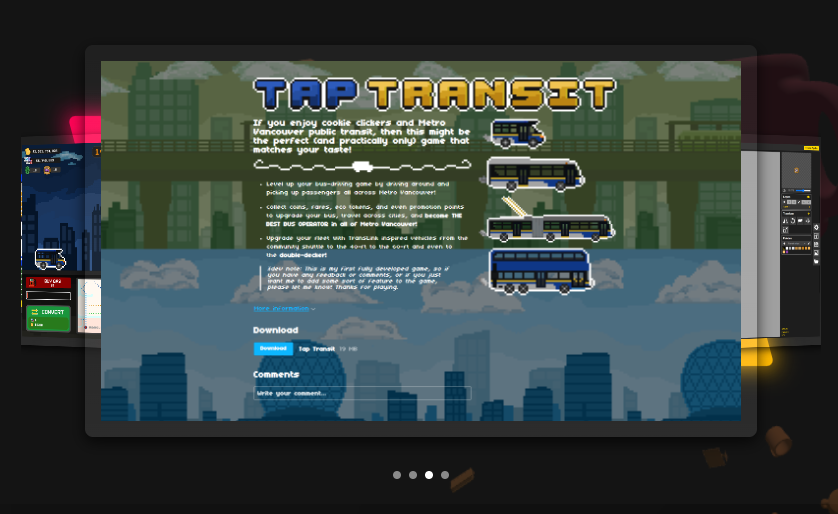 TAP TRANSIT
If you enjoy cookie clickers and Metro
Vancouver public transit, then this might be
the perfect (and practically only) game that
matches your taste!
Level up your bus-driving game by driving around and
picking up passengers all across Metro Vancouver!
Collect coins, fares, eco tokens, and even promotion points
to upgrade your bus, travel across cities, and become THE
BEST BUS OPERATOR in all of Metro Vancouver!
Upgrade your fleet with TransLink inspired vehicles from the
community shuttle to the 40-ft to the 60-ft and even to
the double-decker!
Note: this is my first fully developed game, so if
you have any feedback or comments, or if you just
want me to add some sort of feature to the game,
please let me know! Thanks for playing.
More information
Download
Download Tap Transit
Comments
Write your comment...
CONVERT